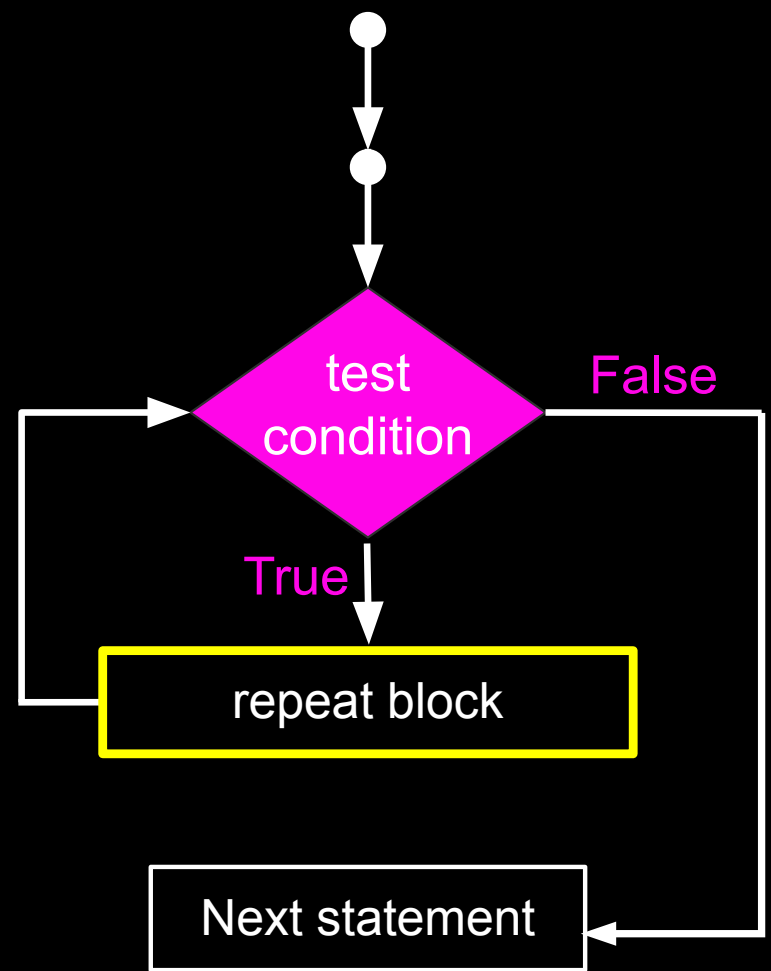 test
condition
False
True
repeat block
Next statement